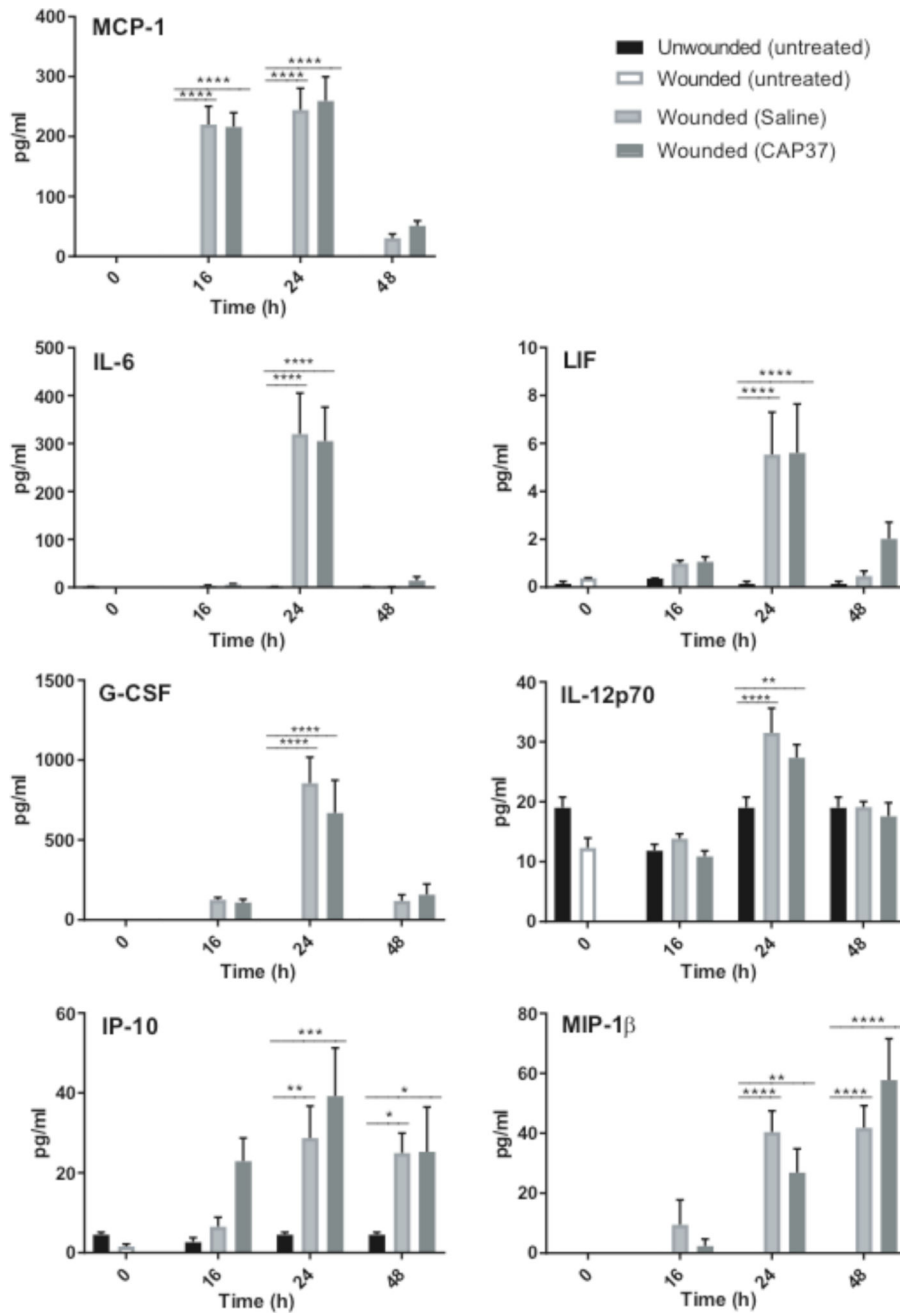 MCP-1
400
300
200
100
0
pg/ml
**** ****
**** ****
0 16 24 48
Time (h)
Unwounded (untreated)
Wounded (untreated)
Wounded (Saline)
Wounded (CAP37)
IL-6
500
400
300
200
100
0
pg/ml
****
****
0 16 24 48
Time (h)
LIF
10
8
6
4
2
0
pg/ml
****
****
0 16 24 48
Time (h)
G-CSF
1500
1000
500
0
pg/ml
****
****
0 16 24 48
Time (h)
IL-12p70
40
30
20
10
0
pg/ml
**
****
0 16 24 48
Time (h)
IP-10
60
40
20
0
pg/ml
***
** *
*
0 16 24 48
Time (h)
MIP-1β
80
60
40
20
0
pg/ml
****
**
**** ****
0 16 24 48
Time (h)